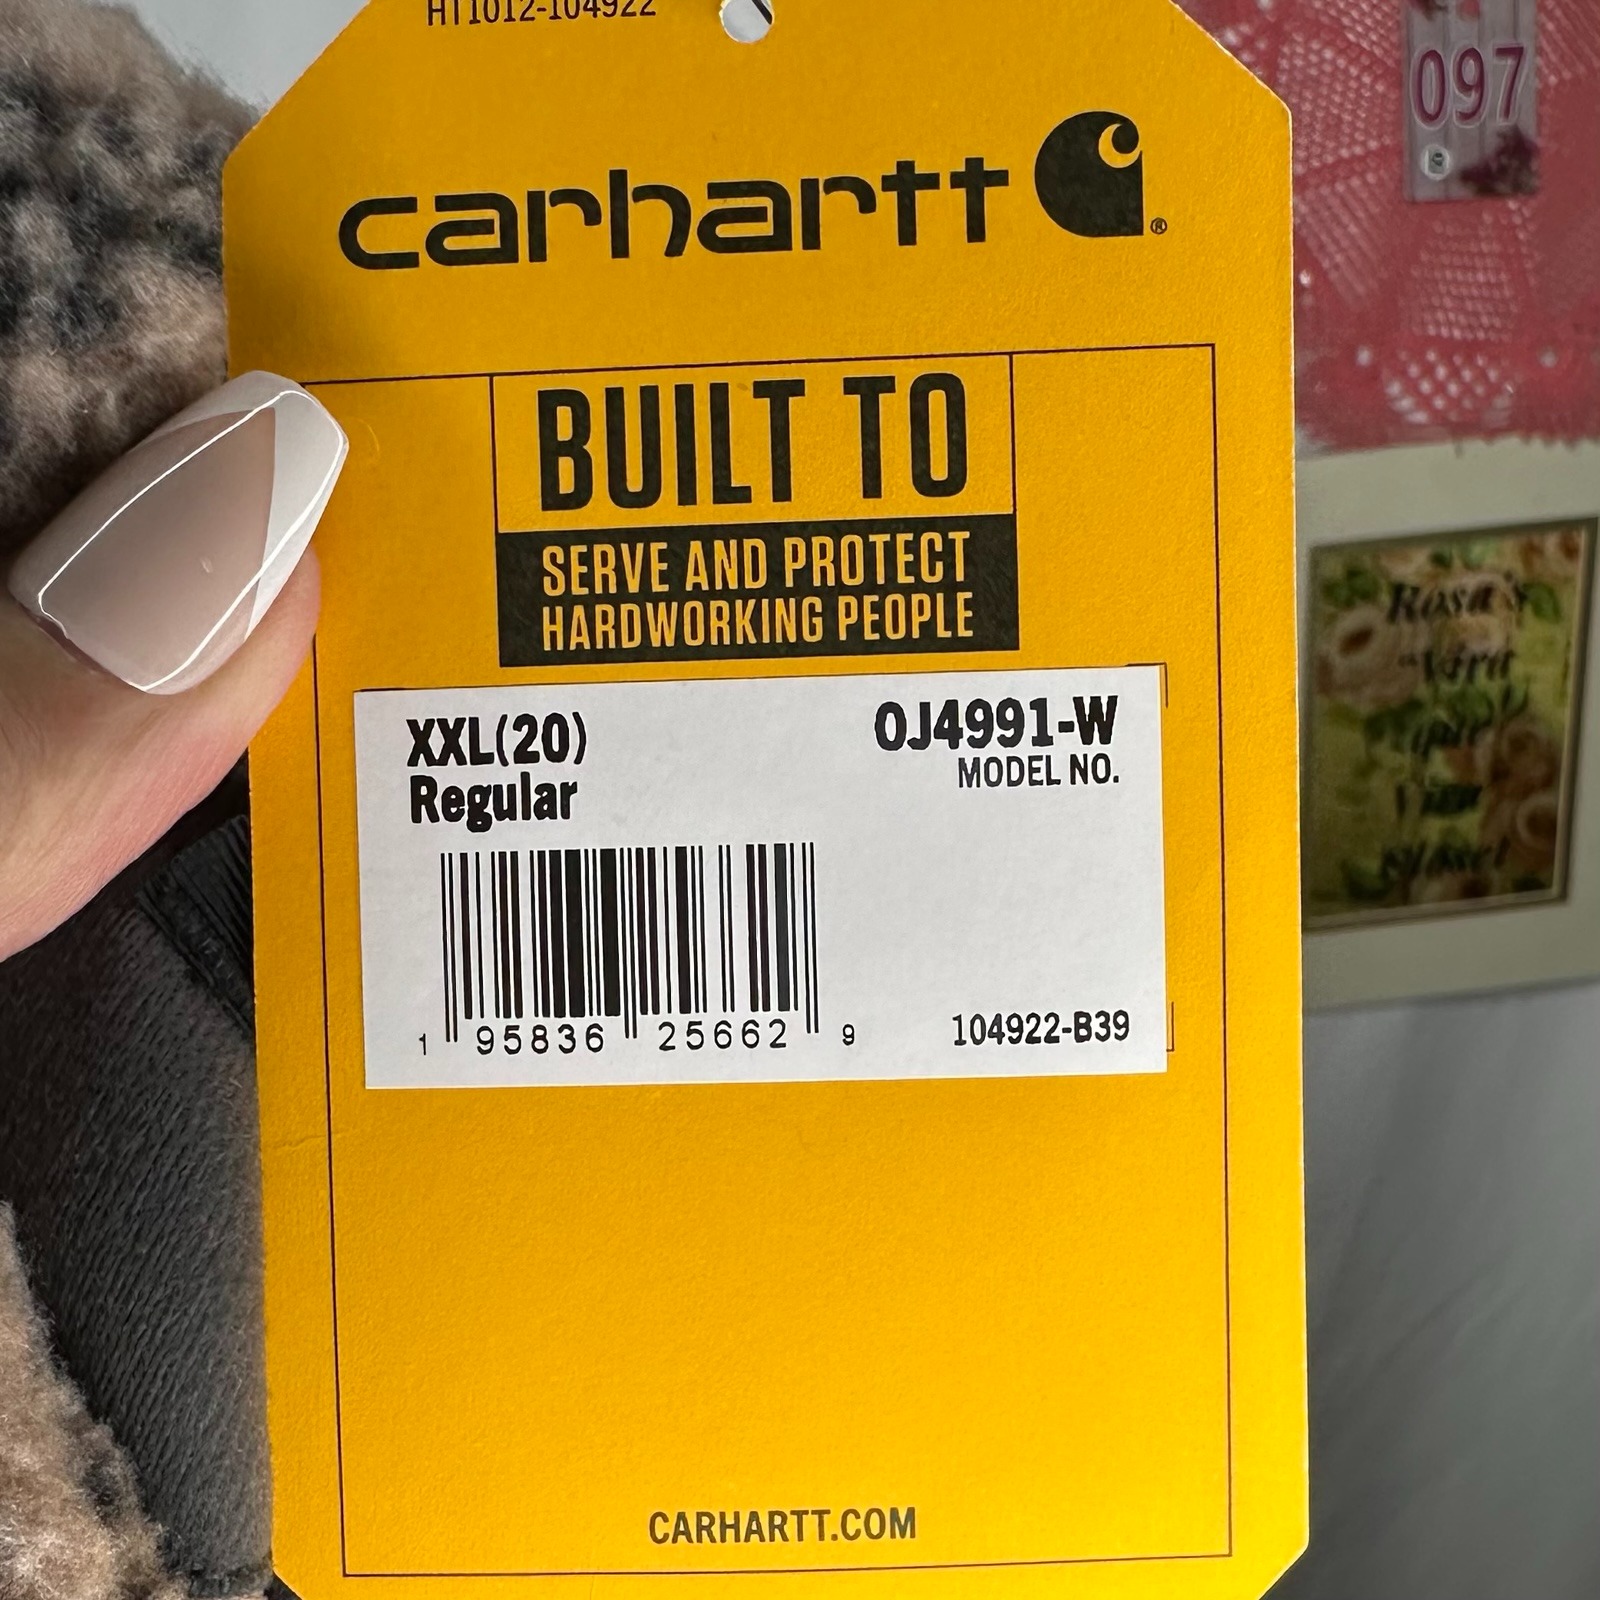 HT1012-104922
carhartt
®
BUILT TO
SERVE AND PROTECT
HARDWORKING PEOPLE
XXL(20)
Regular
OJ4991-W
MODEL NO.
1 95836 25662 9
104922-B39
CARHARTT.COM
097
Rosa's